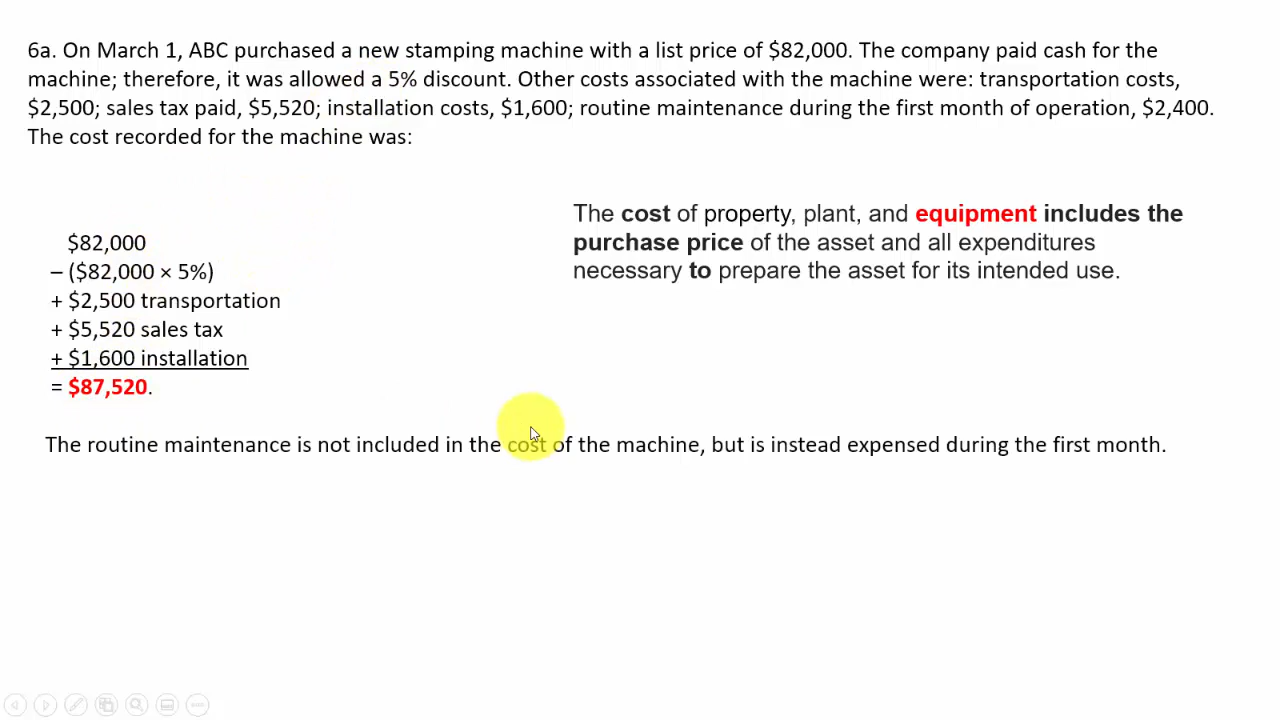 6a. On March 1, ABC purchased a new stamping machine with a list price of $82,000. The company paid cash for the
machine; therefore, it was allowed a 5% discount. Other costs associated with the machine were: transportation costs,
$2,500; sales tax paid, $5,520; installation costs, $1,600; routine maintenance during the first month of operation, $2,400.
The cost recorded for the machine was:
$82,000
– ($82,000 × 5%)
+ $2,500 transportation
+ $5,520 sales tax
+ $1,600 installation
= $87,520.
The cost of property, plant, and equipment includes the
purchase price of the asset and all expenditures
necessary to prepare the asset for its intended use.
The routine maintenance is not included in the cost of the machine, but is instead expensed during the first month.